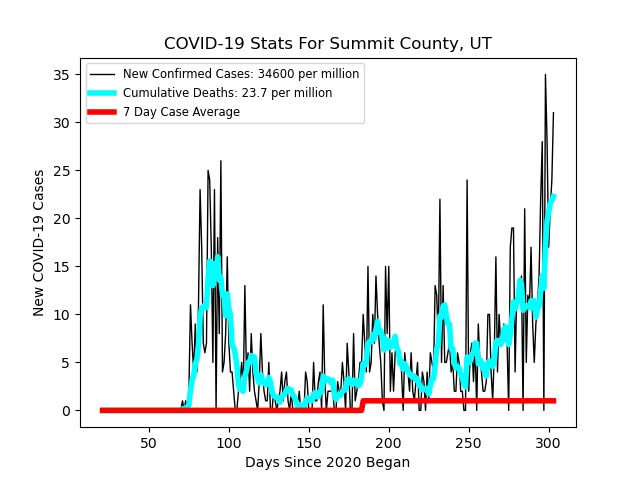 COVID-19 Stats For Summit County, UT
New Confirmed Cases: 34600 per million
Cumulative Deaths: 23.7 per million
7 Day Case Average
New COVID-19 Cases
35
30
25
20
15
10
5
0
50 100 150 200 250 300
Days Since 2020 Began